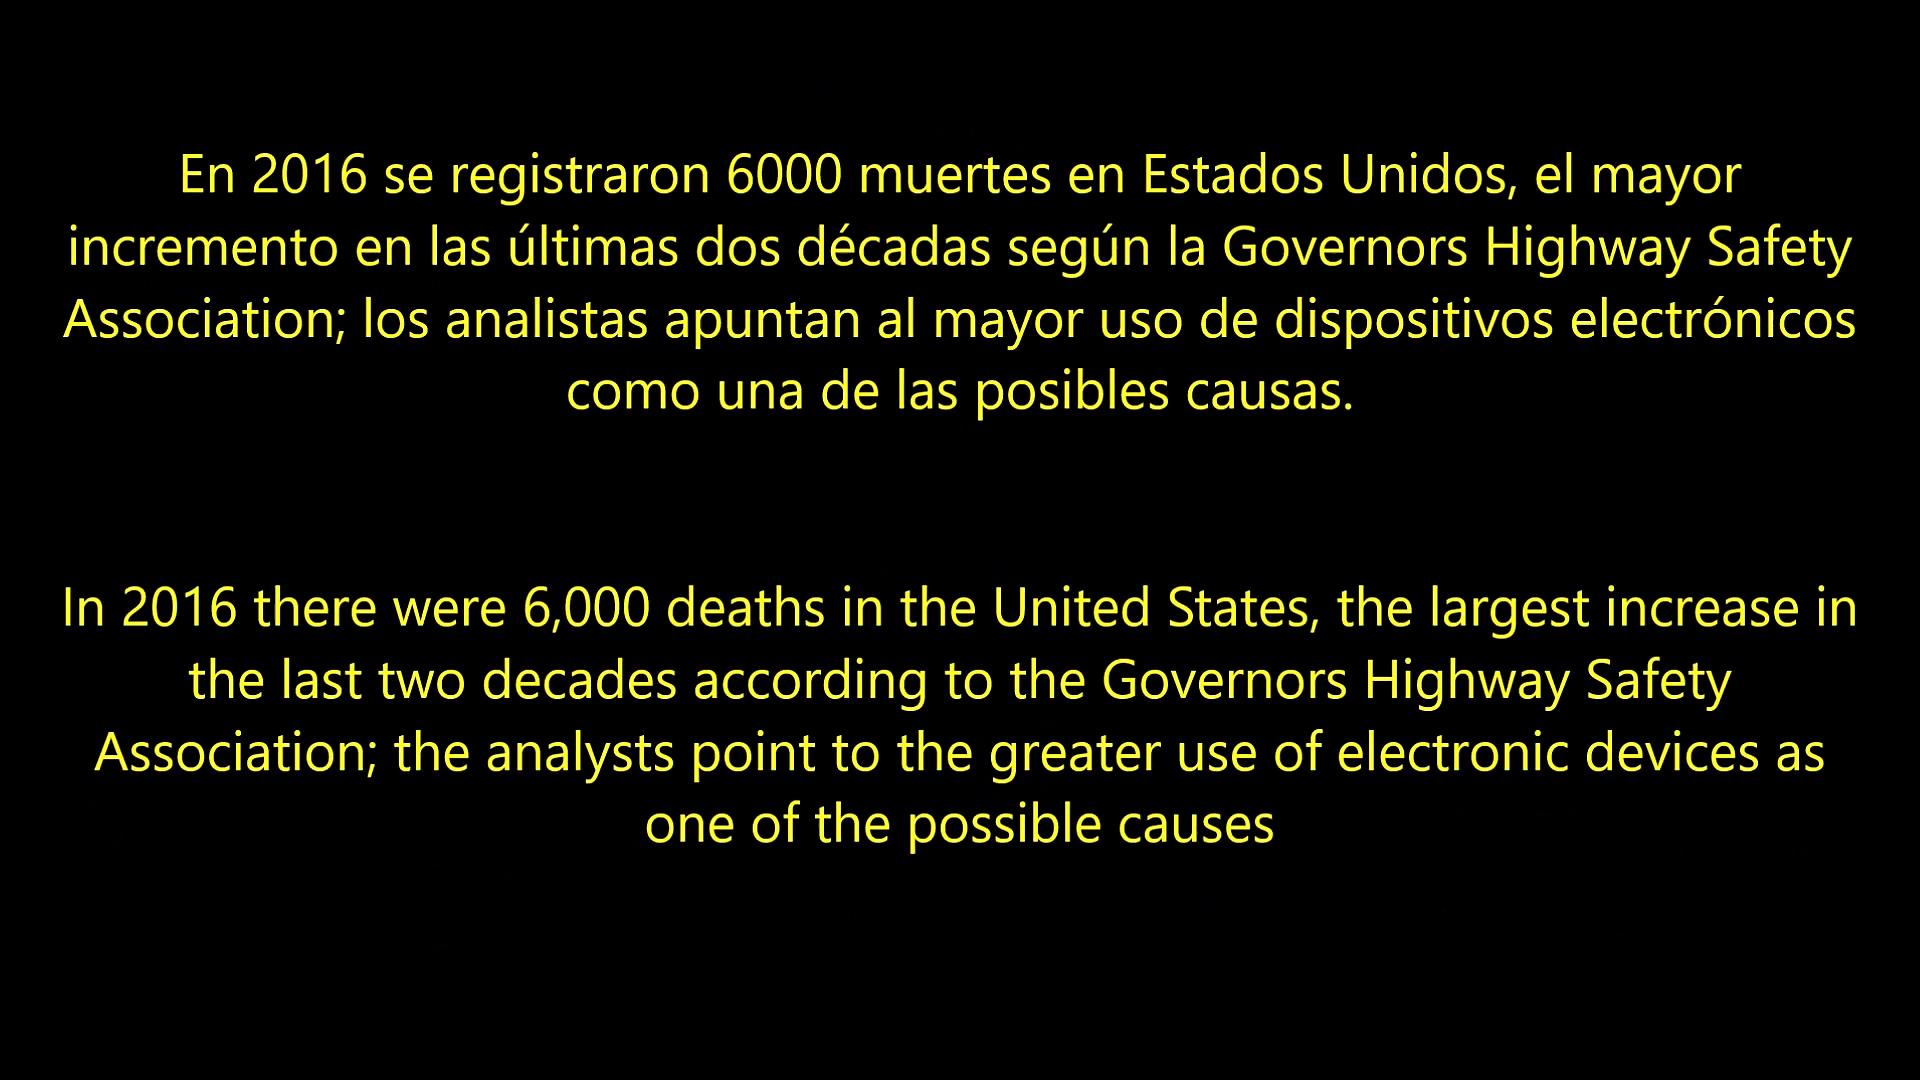 En 2016 se registraron 6000 muertes en Estados Unidos, el mayor
incremento en las últimas dos décadas según la Governors Highway Safety
Association; los analistas apuntan al mayor uso de dispositivos electrónicos
como una de las posibles causas.
In 2016 there were 6,000 deaths in the United States, the largest increase in
the last two decades according to the Governors Highway Safety
Association; the analysts point to the greater use of electronic devices as
one of the possible causes